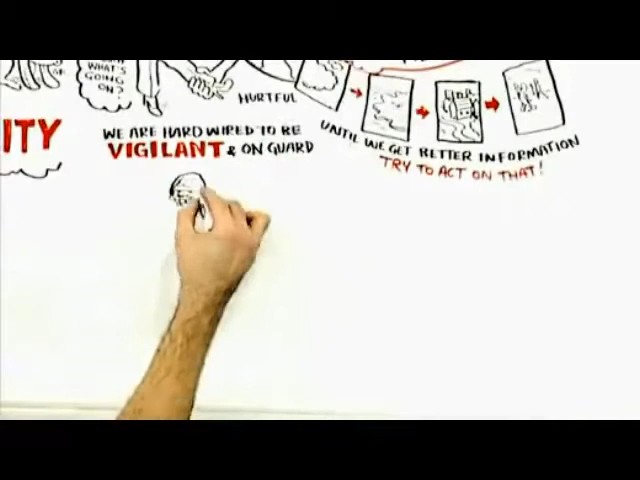 WHAT'S
GOING
ON?
HURTFUL
ITY
WE ARE HARD WIRED TO BE
VIGILANT & ON GUARD
UNTIL WE GET BETTER INFORMATION
TRY TO ACT ON THAT!